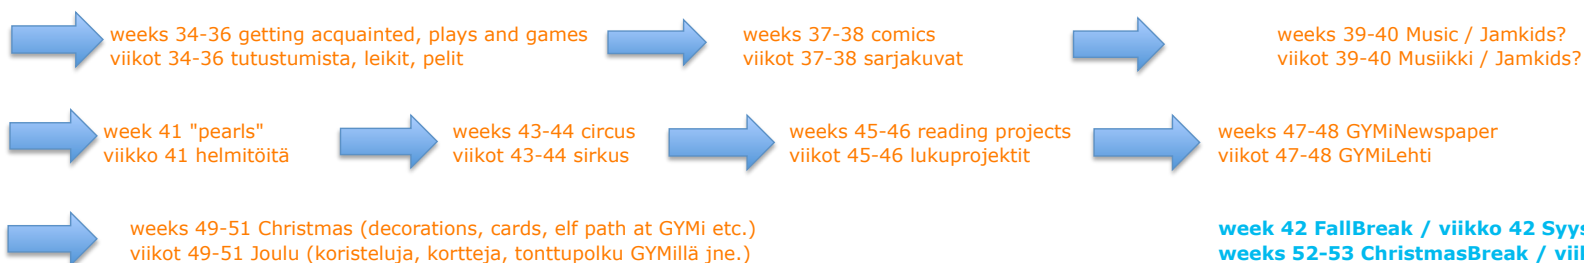 weeks 34-36 getting acquainted, plays and games
viikot 34-36 tutustumista, leikit, pelit
weeks 37-38 comics
viikot 37-38 sarjakuvat
weeks 39-40 Music / Jamkids?
viikot 39-40 Musiikki / Jamkids?
week 41 "pearls"
viikko 41 helmitöitä
weeks 43-44 circus
viikot 43-44 sirkus
weeks 45-46 reading projects
viikot 45-46 lukuprojektit
weeks 47-48 GYMiNewspaper
viikot 47-48 GYMiLehti
weeks 49-51 Christmas (decorations, cards, elf path at GYMi etc.)
viikot 49-51 Joulu (koristeluja, kortteja, tonttupolku GYMillä jne.)
week 42 FallBreak / viikko 42
weeks 52-53 ChristmasBreak /